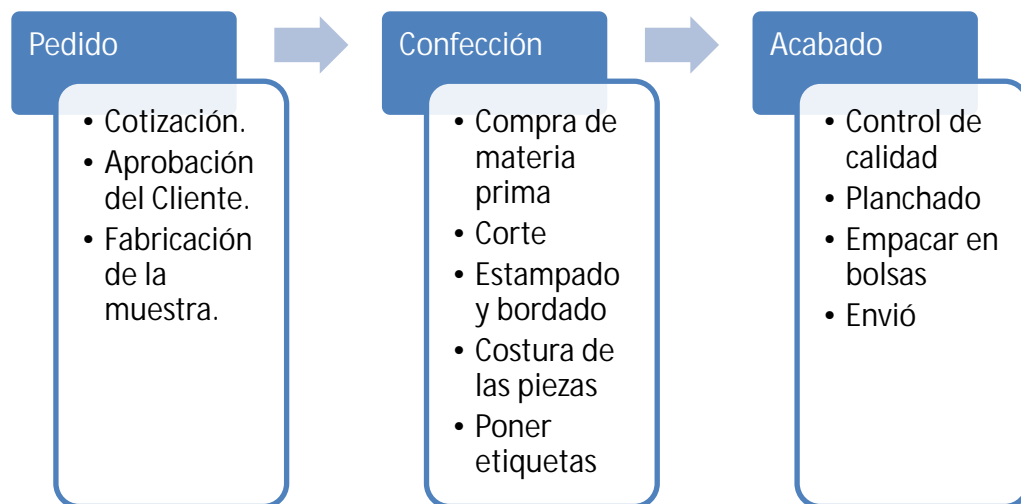 Pedido
• Cotización.
• Aprobación
del Cliente.
• Fabricación
de la
muestra.
Confección
• Compra de
materia
prima
• Corte
• Estampado
y bordado
• Costura de
las piezas
• Poner
etiquetas
Acabado
• Control de
calidad
• Planchado
• Empacar en
bolsas
• Envió